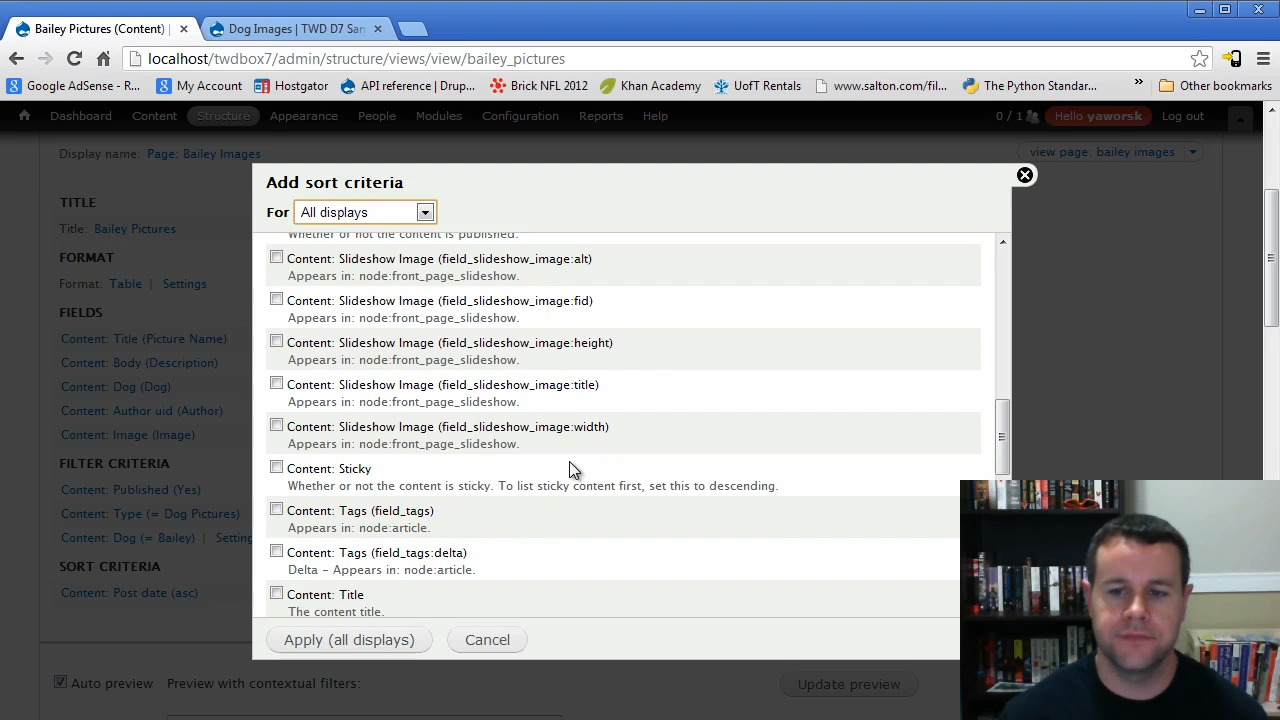 Bailey Pictures (Content) |
Dog Images | TWD D7 San
localhost/twdbox7/admin/structure/views/view/bailey_pictures
Google AdSense - R...
My Account
Hostgator
API reference | Drup...
Brick NFL 2012
Khan Academy
UofT Rentals
www.salton.com/fil...
The Python Standar...
»
Other bookmarks
Dashboard
Content
Structure
Appearance
People
Modules
Configuration
Reports
Help
0 / 1
Hello yaworsk
Log out
Display name: Page: Bailey Images
view page: bailey images
TITLE
Title: Bailey Pictures
FORMAT
Format: Table | Settings
FIELDS
Content: Title (Picture Name)
Content: Body (Description)
Content: Dog (Dog)
Content: Author uid (Author)
Content: Image (Image)
FILTER CRITERIA
Content: Published (Yes)
Content: Type (= Dog Pictures)
Content: Dog (= Bailey) | Setting
SORT CRITERIA
Content: Post date (asc)
Add sort criteria
For All displays
Whether or not the content is published.
Content: Slideshow Image (field_slideshow_image:alt)
Appears in: node:front_page_slideshow.
Content: Slideshow Image (field_slideshow_image:fid)
Appears in: node:front_page_slideshow.
Content: Slideshow Image (field_slideshow_image:height)
Appears in: node:front_page_slideshow.
Content: Slideshow Image (field_slideshow_image:title)
Appears in: node:front_page_slideshow.
Content: Slideshow Image (field_slideshow_image:width)
Appears in: node:front_page_slideshow.
Content: Sticky
Whether or not the content is sticky. To list sticky content first, set this to descending.
Content: Tags (field_tags)
Appears in: node:article.
Content: Tags (field_tags:delta)
Delta - Appears in: node:article.
Content: Title
The content title.
Apply (all displays)
Cancel
Auto preview
Preview with contextual filters:
Update preview